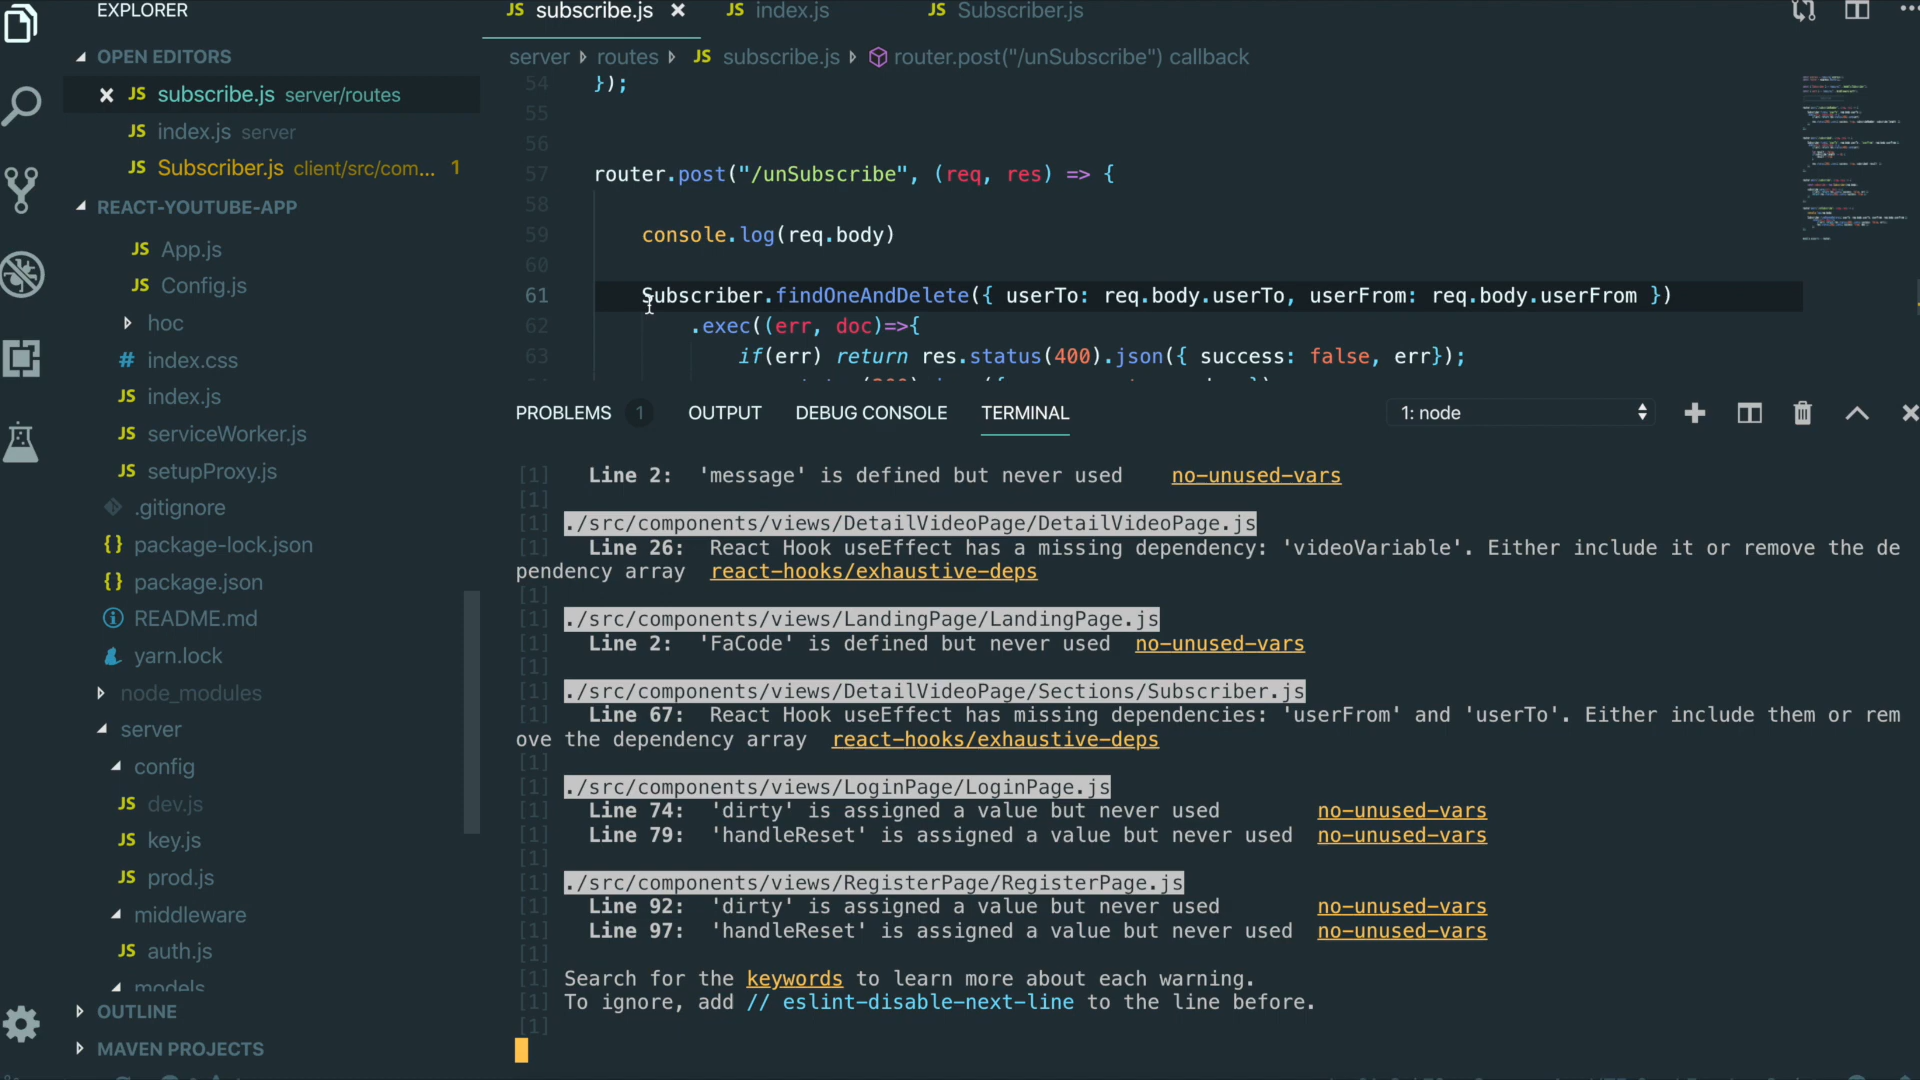 EXPLORER
OPEN EDITORS
JS subscribe.js server/routes
JS index.js server
JS Subscriber.js client/src/com... 1
REACT-YOUTUBE-APP
JS App.js
JS Config.js
hoc
# index.css
JS index.js
JS serviceWorker.js
JS setupProxy.js
.gitignore
{} package-lock.json
{} package.json
README.md
yarn.lock
node_modules
server
config
JS dev.js
JS key.js
JS prod.js
middleware
JS auth.js
models
OUTLINE
MAVEN PROJECTS
JS subscribe.js
JS index.js
JS Subscriber.js
server routes JS subscribe.js router.post("/unSubscribe") callback
54 });
55
56
57 router.post("/unSubscribe", (req, res) => {
58
59 console.log(req.body)
60
61 Subscriber.findOneAndDelete({ userTo: req.body.userTo, userFrom: req.body.userFrom })
62 .exec((err, doc)=>{
63 if(err) return res.status(400).json({ success: false, err});
PROBLEMS 1 OUTPUT DEBUG CONSOLE TERMINAL 1: node
[1] Line 2: 'message' is defined but never used no-unused-vars
[1]
[1] ./src/components/views/DetailVideoPage/DetailVideoPage.js
[1] Line 26: React Hook useEffect has a missing dependency: 'videoVariable'. Either include it or remove the de
pendency array react-hooks/exhaustive-deps
[1]
[1] ./src/components/views/LandingPage/LandingPage.js
[1] Line 2: 'FaCode' is defined but never used no-unused-vars
[1]
[1] ./src/components/views/DetailVideoPage/Sections/Subscriber.js
[1] Line 67: React Hook useEffect has missing dependencies: 'userFrom' and 'userTo'. Either include them or rem
ove the dependency array react-hooks/exhaustive-deps
[1]
[1] ./src/components/views/LoginPage/LoginPage.js
[1] Line 74: 'dirty' is assigned a value but never used no-unused-vars
[1] Line 79: 'handleReset' is assigned a value but never used no-unused-vars
[1]
[1] ./src/components/views/RegisterPage/RegisterPage.js
[1] Line 92: 'dirty' is assigned a value but never used no-unused-vars
[1] Line 97: 'handleReset' is assigned a value but never used no-unused-vars
[1]
[1] Search for the keywords to learn more about each warning.
[1] To ignore, add // eslint-disable-next-line to the line before.
[1]